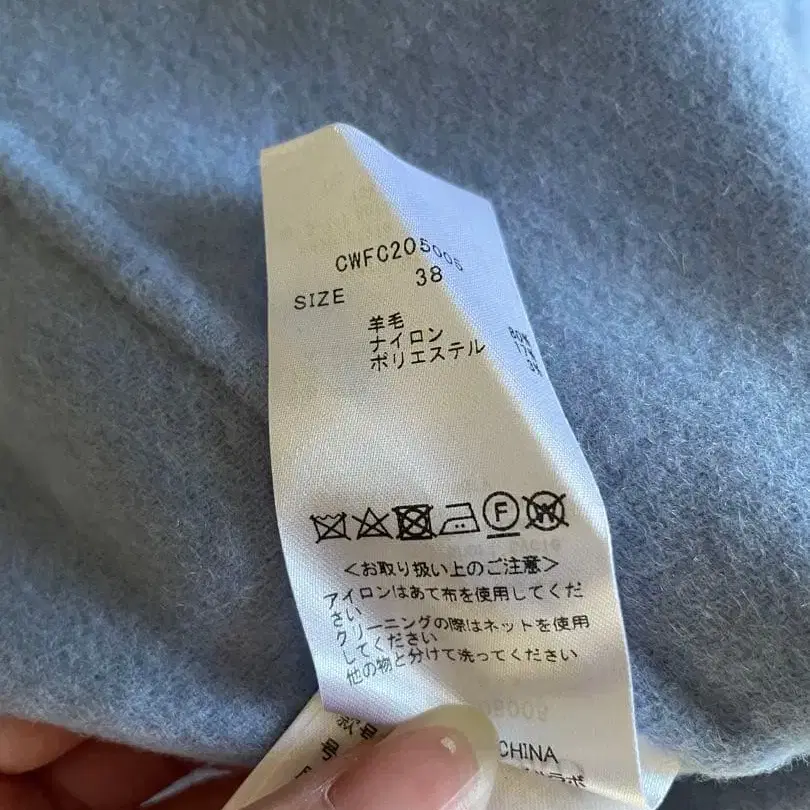 CWFC205005
SIZE 38
羊毛 80%
ナイロン 17%
ポリエステル 3%
F
W
<お取り扱い上のご注意>
アイロンはあて布を使用してくだ
さい
クリーニングの際はネットを使用
してください
他の物と分けて洗ってください
CHINA